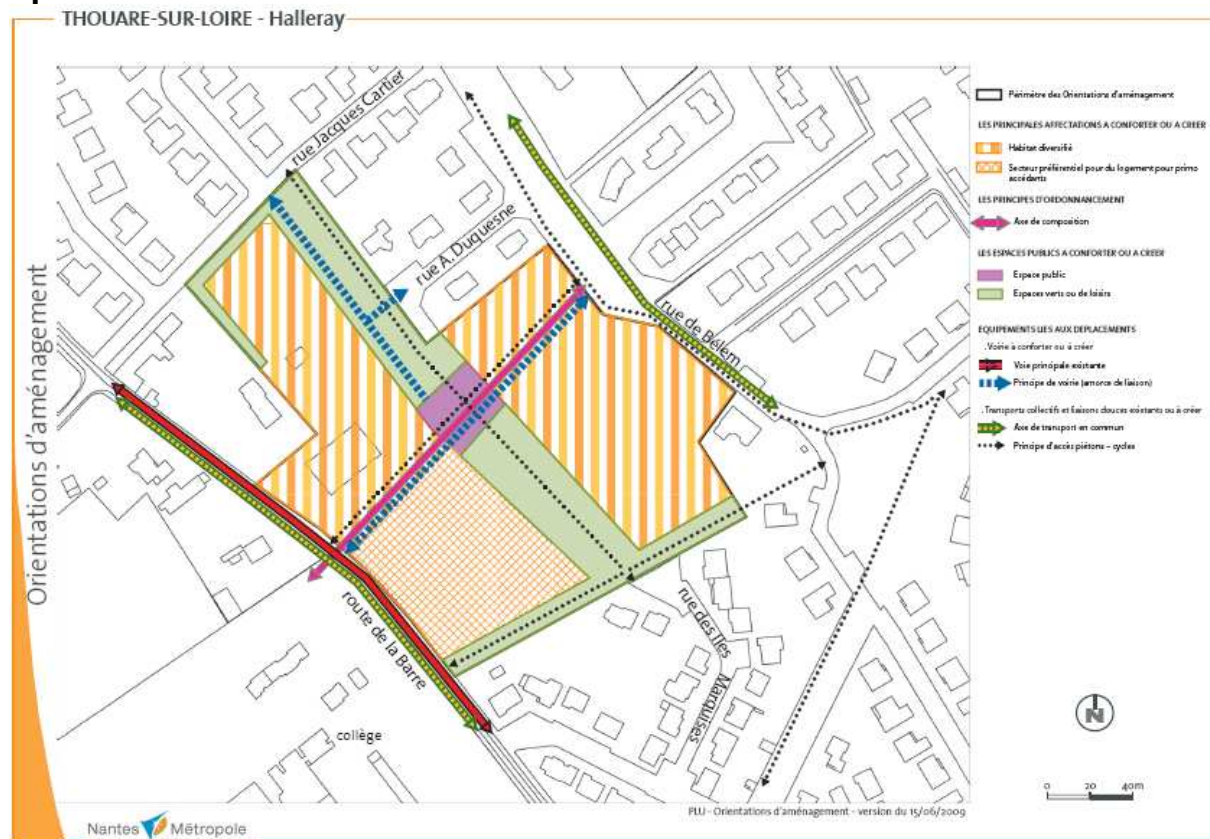 THOUARE-SUR-LOIRE - Halleray
Orientations d'aménagement
rue Jacques Cartier
rue A. Duquesne
rue de Bélem
route de la Barre
rue des Iles
Marquises
collège
Périmètre des Orientations d'aménagement
LES PRINCIPALES AFFECTATIONS A CONFORTER OU A CREER
Habitat diversifié
Secteur préférentiel pour du logement pour primo
accédants
LES PRINCIPES D'ORDONNANCEMENT
Axe de composition
LES ESPACES PUBLICS A CONFORTER OU A CREER
Espace public
Espaces verts ou de loisirs
EQUIPEMENTS LIES AUX DEPLACEMENTS
. Voirie à conforter ou à créer
Voie principale existante
Principe de voirie (amorce de liaison)
. Transports collectifs et liaisons douces existants ou à créer
Axe de transport en commun
Principe d'accès piétons – cycles
N
0 20 40m
PLU - Orientations d'aménagement - version du 15/06/2009
Nantes Métropole